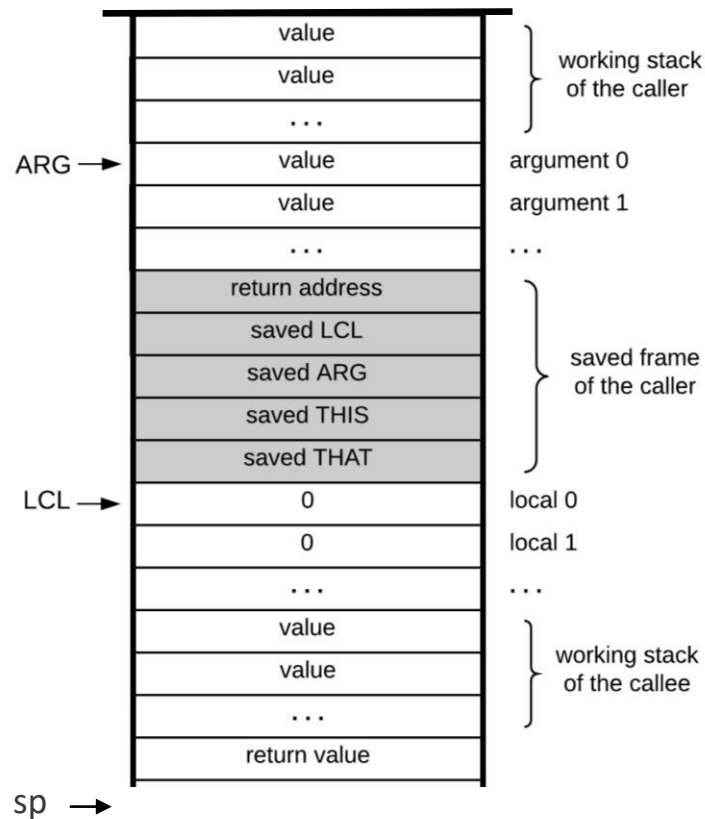 value
value
working stack
of the caller
. . .
ARG
value
argument 0
value
argument 1
. . .
. . .
return address
saved LCL
saved ARG
saved frame
of the caller
saved THIS
saved THAT
LCL
0
local 0
0
local 1
. . .
. . .
value
value
working stack
of the callee
. . .
return value
sp